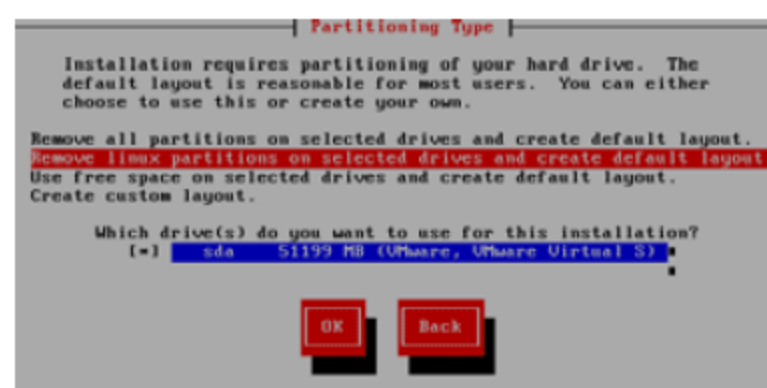 Partitioning Type
Installation requires partitioning of your hard drive. The
default layout is reasonable for most users. You can either
choose to use this or create your own.
Remove all partitions on selected drives and create default layout.
Remove linux partitions on selected drives and create default layout
Use free space on selected drives and create default layout.
Create custom layout.
Which drive(s) do you want to use for this installation?
[*] sda 51199 MB (VMware, VMware Virtual S)
OK Back